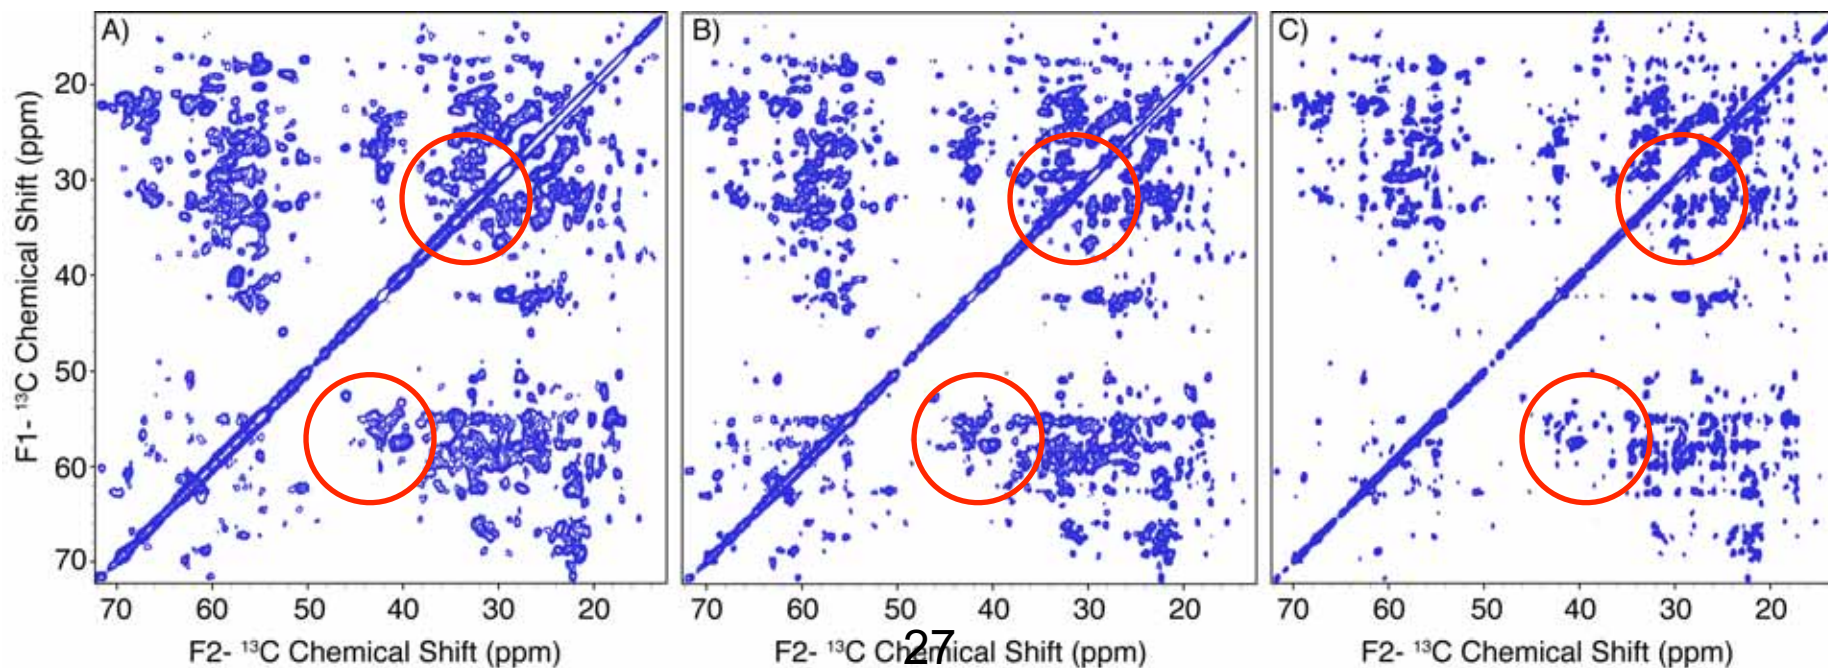 A)
B)
C)
F1- ¹³C Chemical Shift (ppm)
20
30
40
50
60
70
70 60 50 40 30 20
70 60 50 40 30 20
70 60 50 40 30 20
F2- ¹³C Chemical Shift (ppm)
F2- ¹³C Chemical Shift (ppm)
F2- ¹³C Chemical Shift (ppm)
27